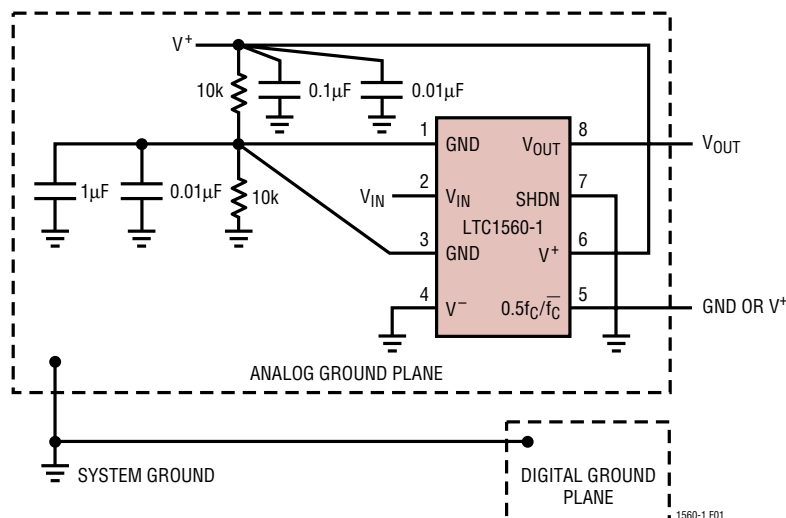 V+
10k
0.1µF
0.01µF
1µF
0.01µF
10k
1
GND
VOUT
8
VOUT
VIN
2
VIN
SHDN
7
LTC1560-1
3
GND
V+
6
4
V−
0.5fC/f̅C̅
5
GND OR V+
ANALOG GROUND PLANE
SYSTEM GROUND
DIGITAL GROUND
PLANE
1560-1 F01